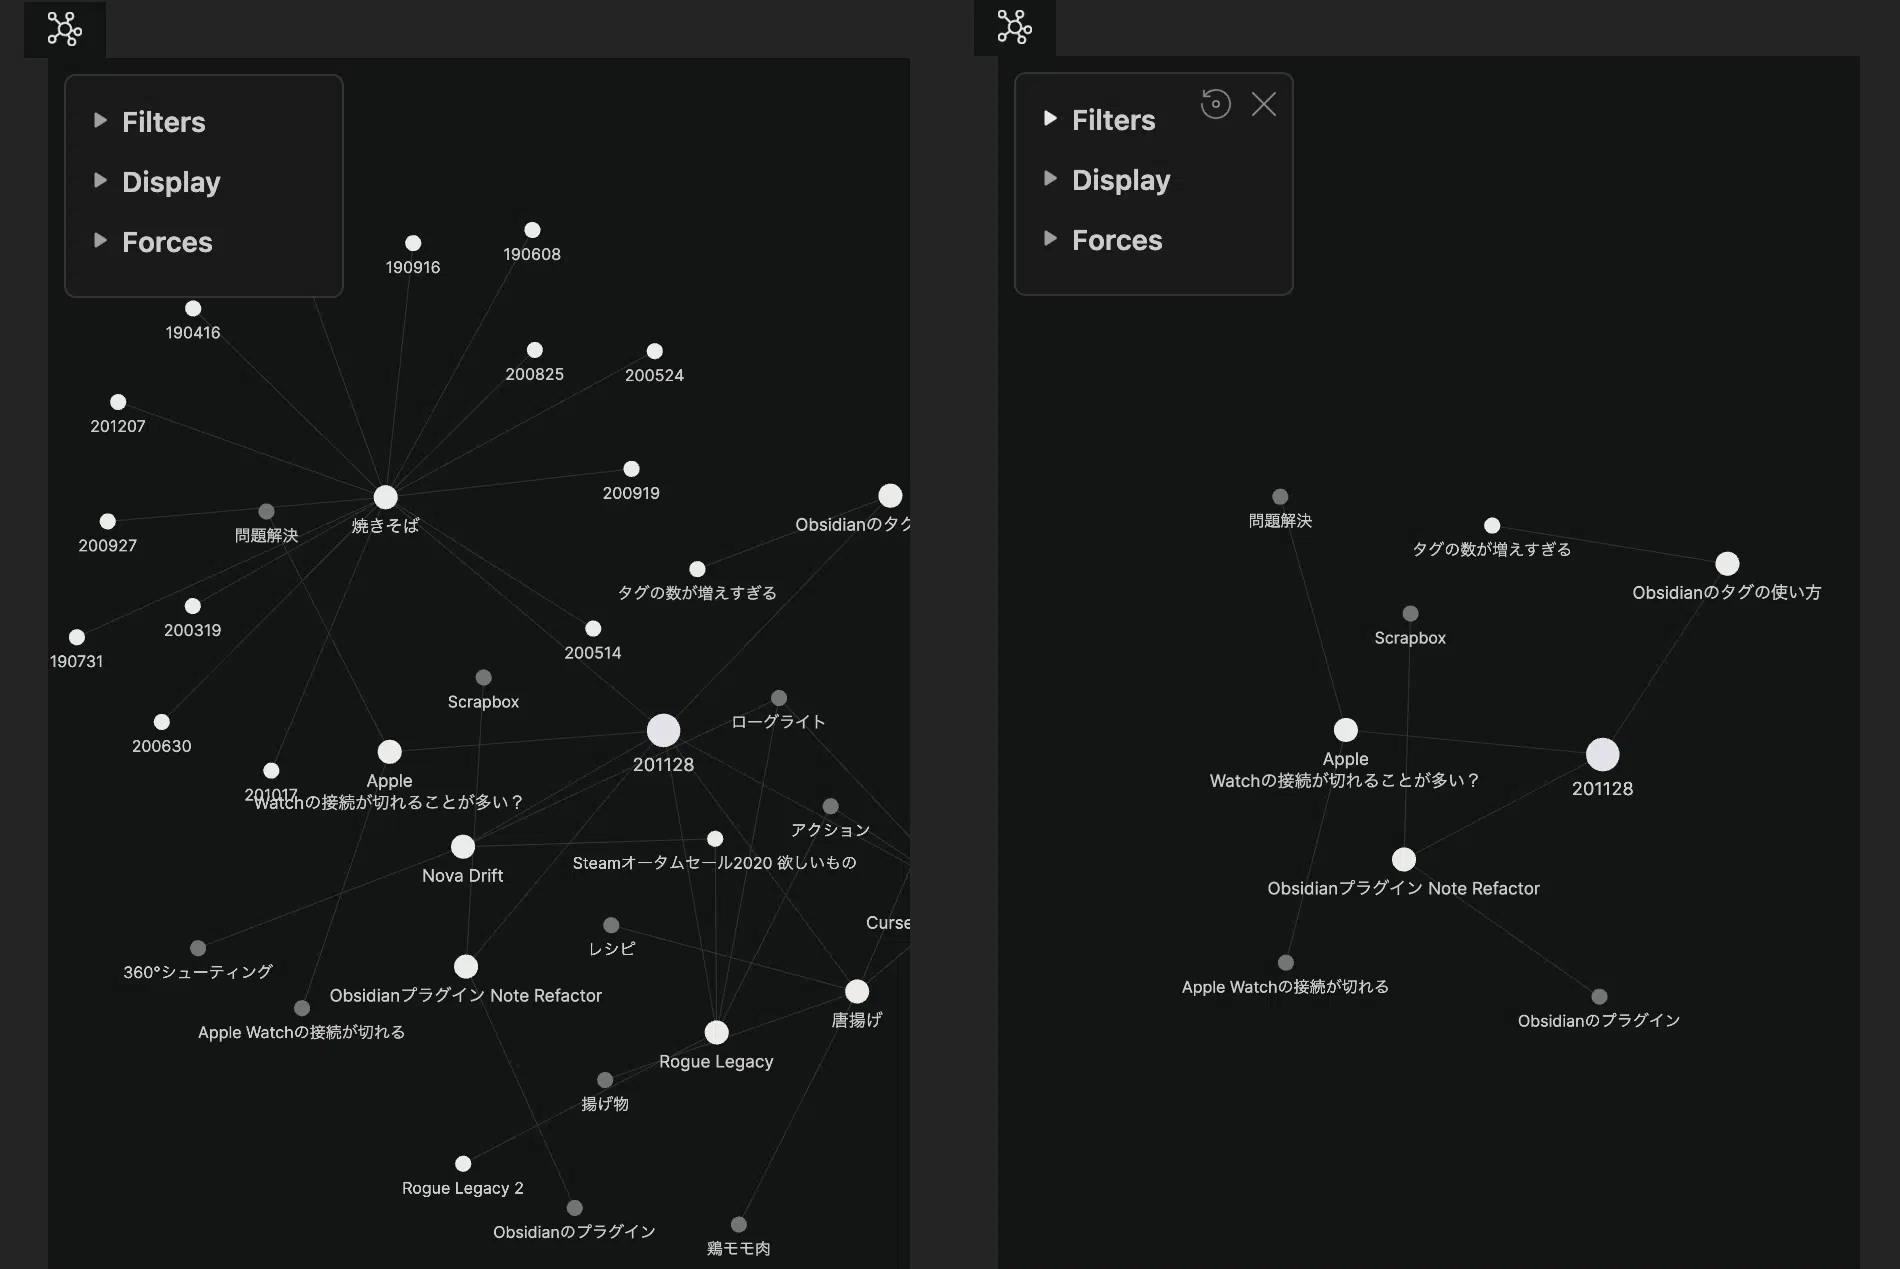 Filters
Display
Forces
190916
190608
190416
200825
200524
201207
200919
200927
問題解決
焼きそば
Obsidianのタク
タグの数が増えすぎる
200319
190731
200514
Scrapbox
ローグライト
200630
201128
Apple
Watchの接続が切れることが多い？
201017
アクション
Nova Drift
Steamオータムセール2020 欲しいもの
レシピ
Curse
360°シューティング
Obsidianプラグイン Note Refactor
Apple Watchの接続が切れる
唐揚げ
Rogue Legacy
揚げ物
Rogue Legacy 2
Obsidianのプラグイン
鶏モモ肉
Filters
Display
Forces
問題解決
タグの数が増えすぎる
Obsidianのタグの使い方
Scrapbox
Apple
Watchの接続が切れることが多い？
201128
Obsidianプラグイン Note Refactor
Apple Watchの接続が切れる
Obsidianのプラグイン